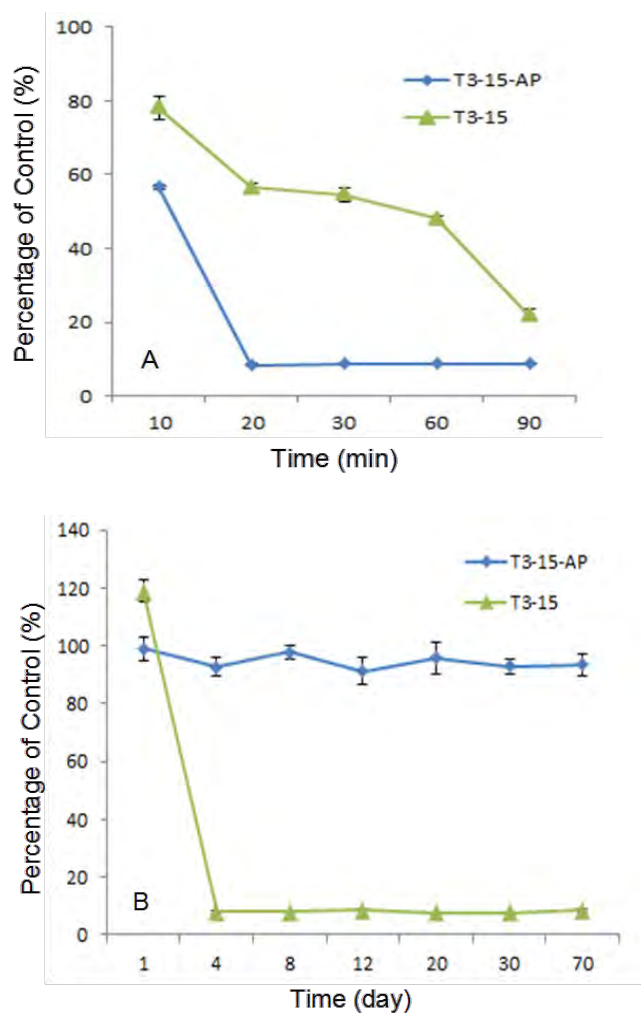 100
80
60
40
20
0
Percentage of Control (%)
T3-15-AP
T3-15
A
10 20 30 60 90
Time (min)
140
120
100
80
60
40
20
0
Percentage of Control (%)
T3-15-AP
T3-15
B
1 4 8 12 20 30 70
Time (day)